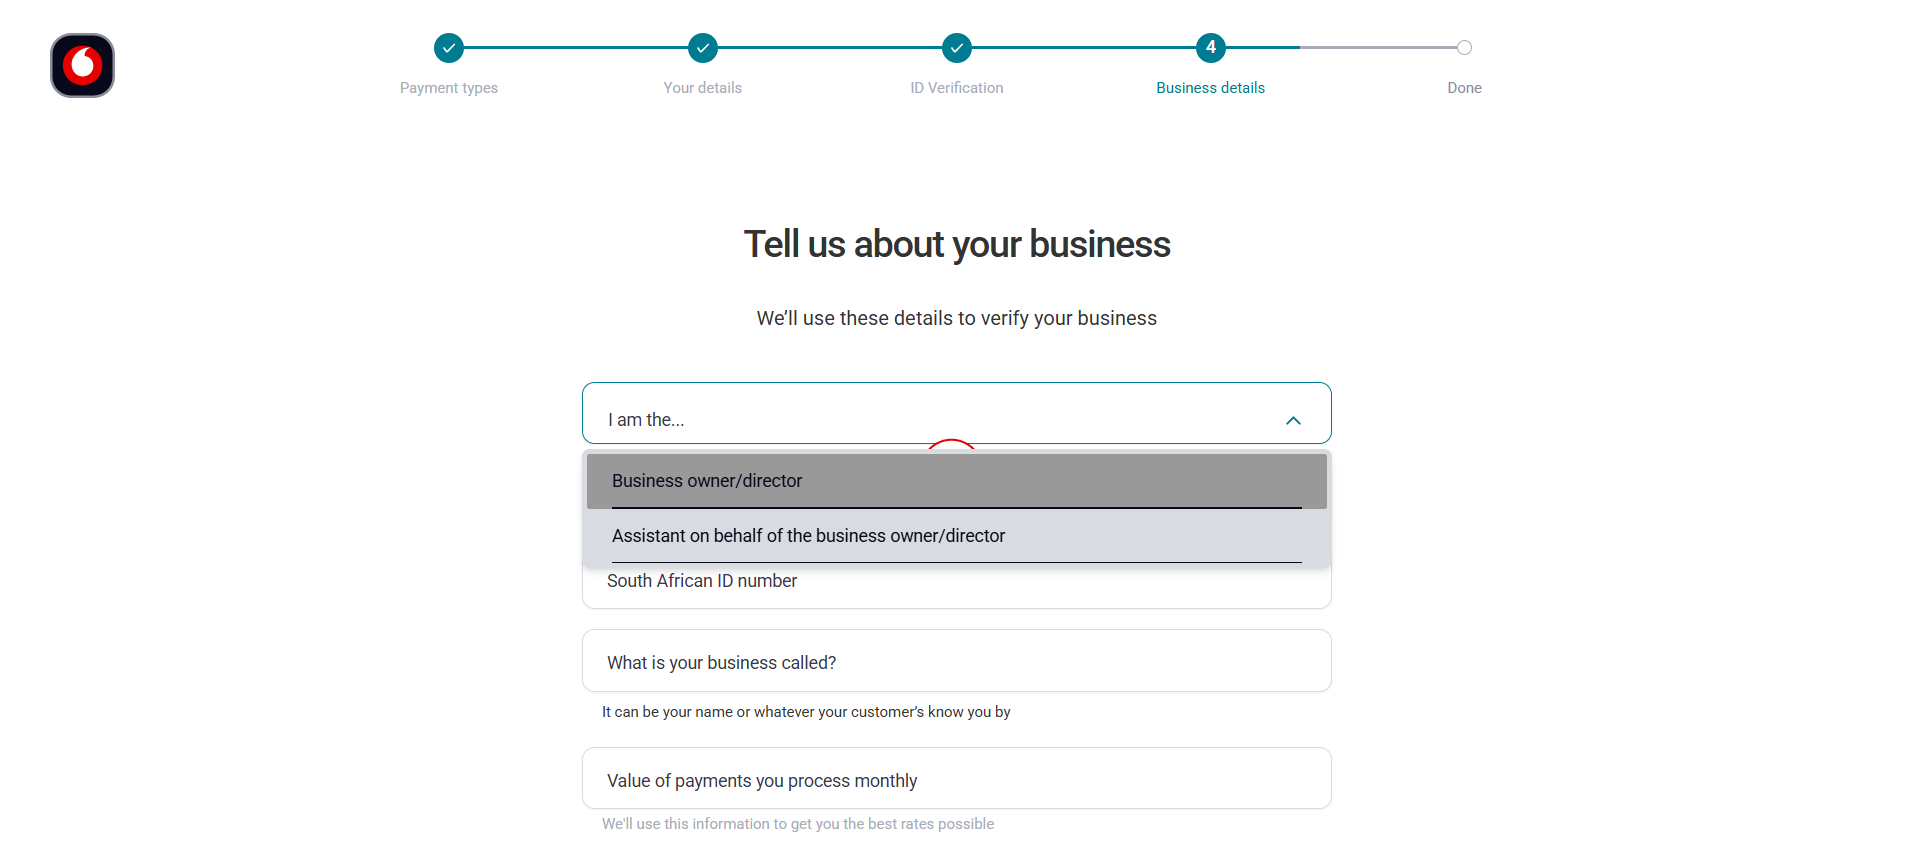 4
Payment types
Your details
ID Verification
Business details
Done
Tell us about your business
We’ll use these details to verify your business
I am the...
Business owner/director
Assistant on behalf of the business owner/director
South African ID number
What is your business called?
It can be your name or whatever your customer’s know you by
Value of payments you process monthly
We'll use this information to get you the best rates possible